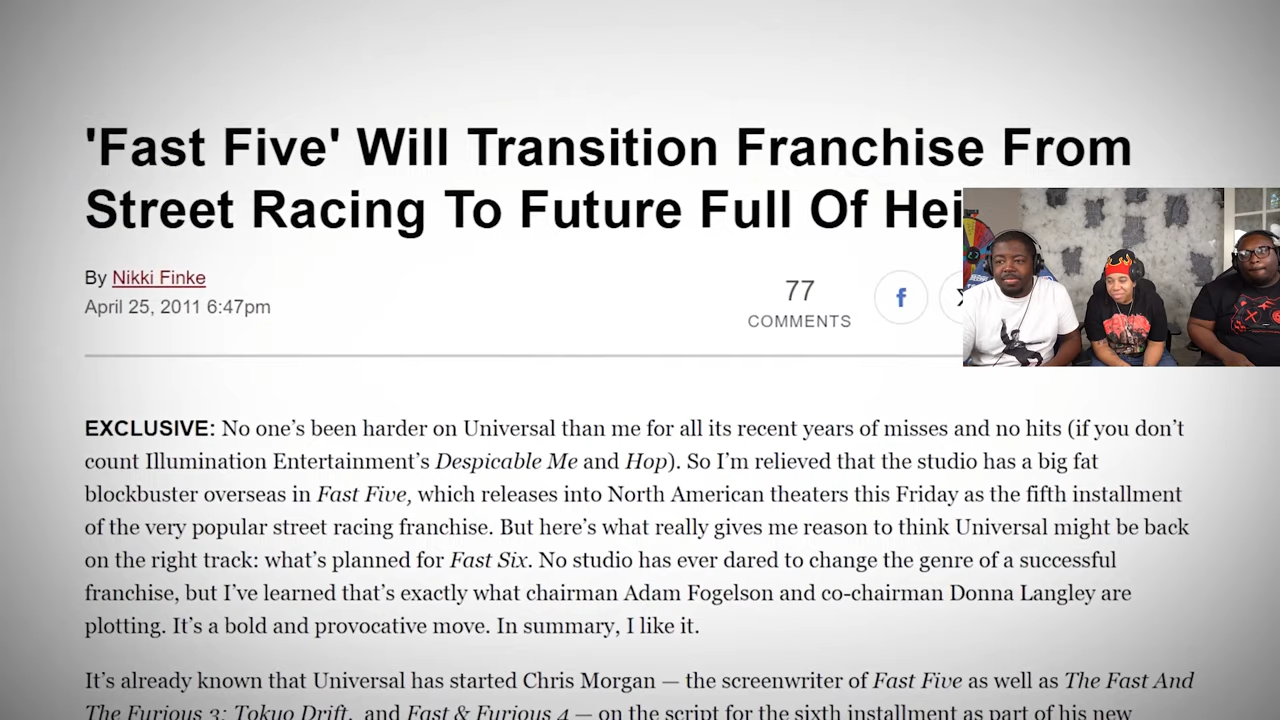 'Fast Five' Will Transition Franchise From
Street Racing To Future Full Of
By Nikki Finke
April 25, 2011 6:47pm
77
COMMENTS
f
EXCLUSIVE: No one's been harder on Universal than me for all its recent years of misses and no hits (if you don't
count Illumination Entertainment's Despicable Me and Hop). So I'm relieved that the studio has a big fat
blockbuster overseas in Fast Five, which releases into North American theaters this Friday as the fifth installment
of the very popular street racing franchise. But here's what really gives me reason to think Universal might be back
on the right track: what's planned for Fast Six. No studio has ever dared to change the genre of a successful
franchise, but I've learned that's exactly what chairman Adam Fogelson and co-chairman Donna Langley are
plotting. It's a bold and provocative move. In summary, I like it.
It's already known that Universal has started Chris Morgan — the screenwriter of Fast Five as well as The Fast And
The Furious 3: Tokyo Drift, and Fast & Furious 4 — on the script for the sixth installment as part of his new